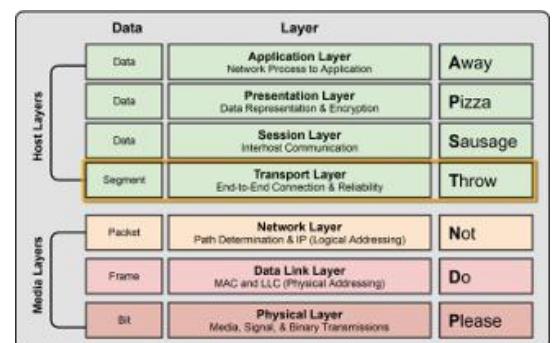 Data Layer
Host Layers
Data
Application Layer
Network Process to Application
Away
Data
Presentation Layer
Data Representation & Encryption
Pizza
Data
Session Layer
Interhost Communication
Sausage
Segment
Transport Layer
End-to-End Connection & Reliability
Throw
Media Layers
Packet
Network Layer
Path Determination & IP (Logical Addressing)
Not
Frame
Data Link Layer
MAC and LLC (Physical Addressing)
Do
Bit
Physical Layer
Media, Signal, & Binary Transmissions
Please